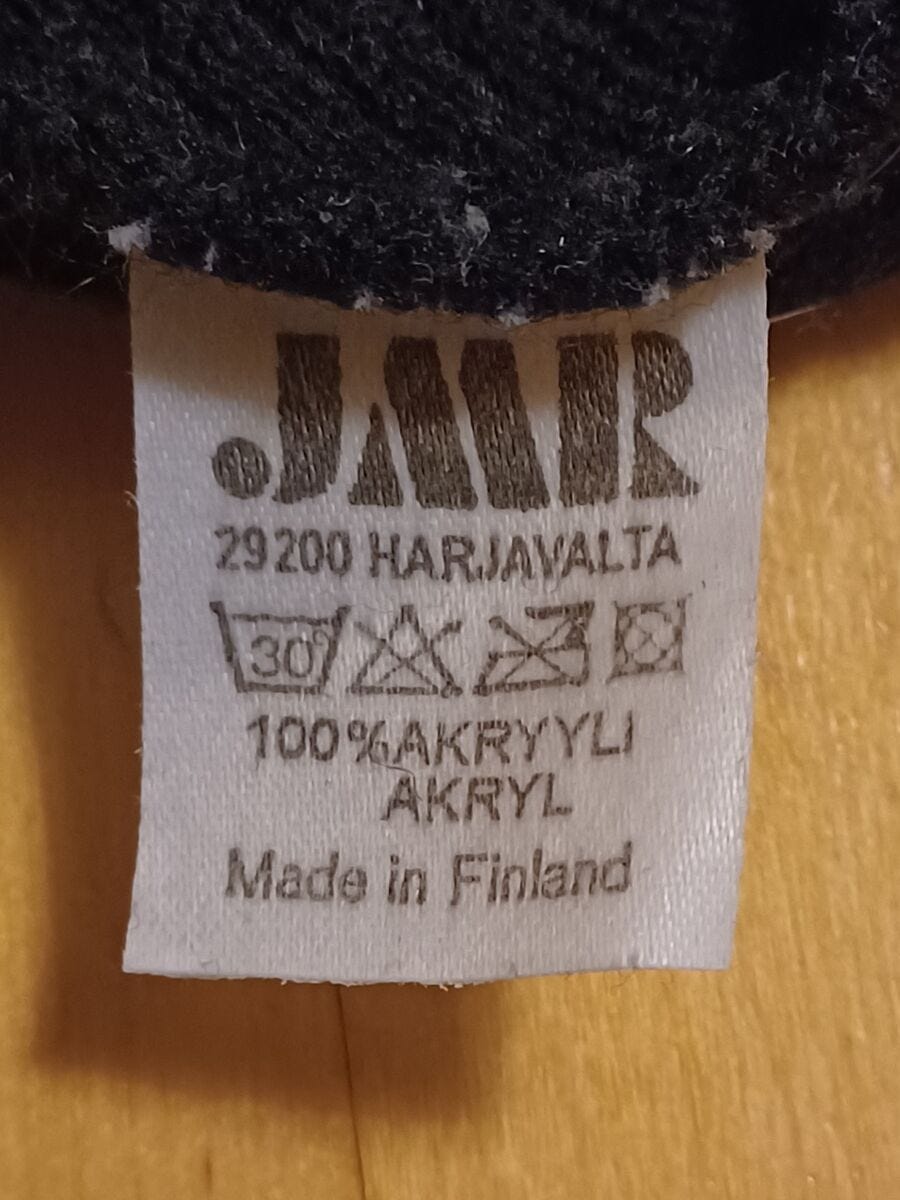 JMR
29200 HARJAVALTA
30°
100% AKRYYLI
AKRYL
Made in Finland